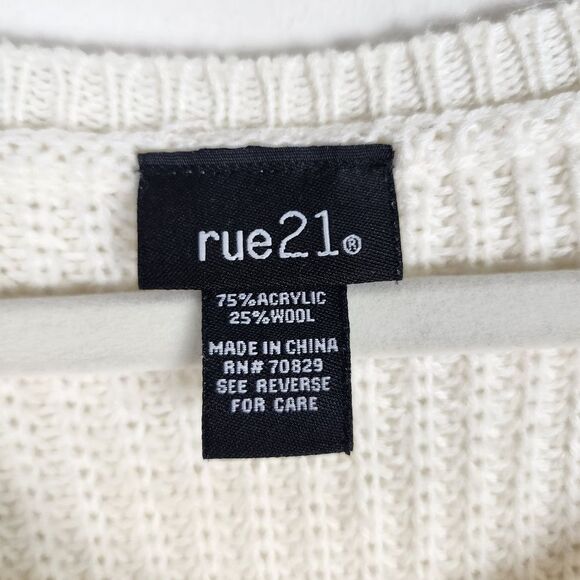 rue21®
75%ACRYLIC
25%WOOL
MADE IN CHINA
RN# 70829
SEE REVERSE
FOR CARE